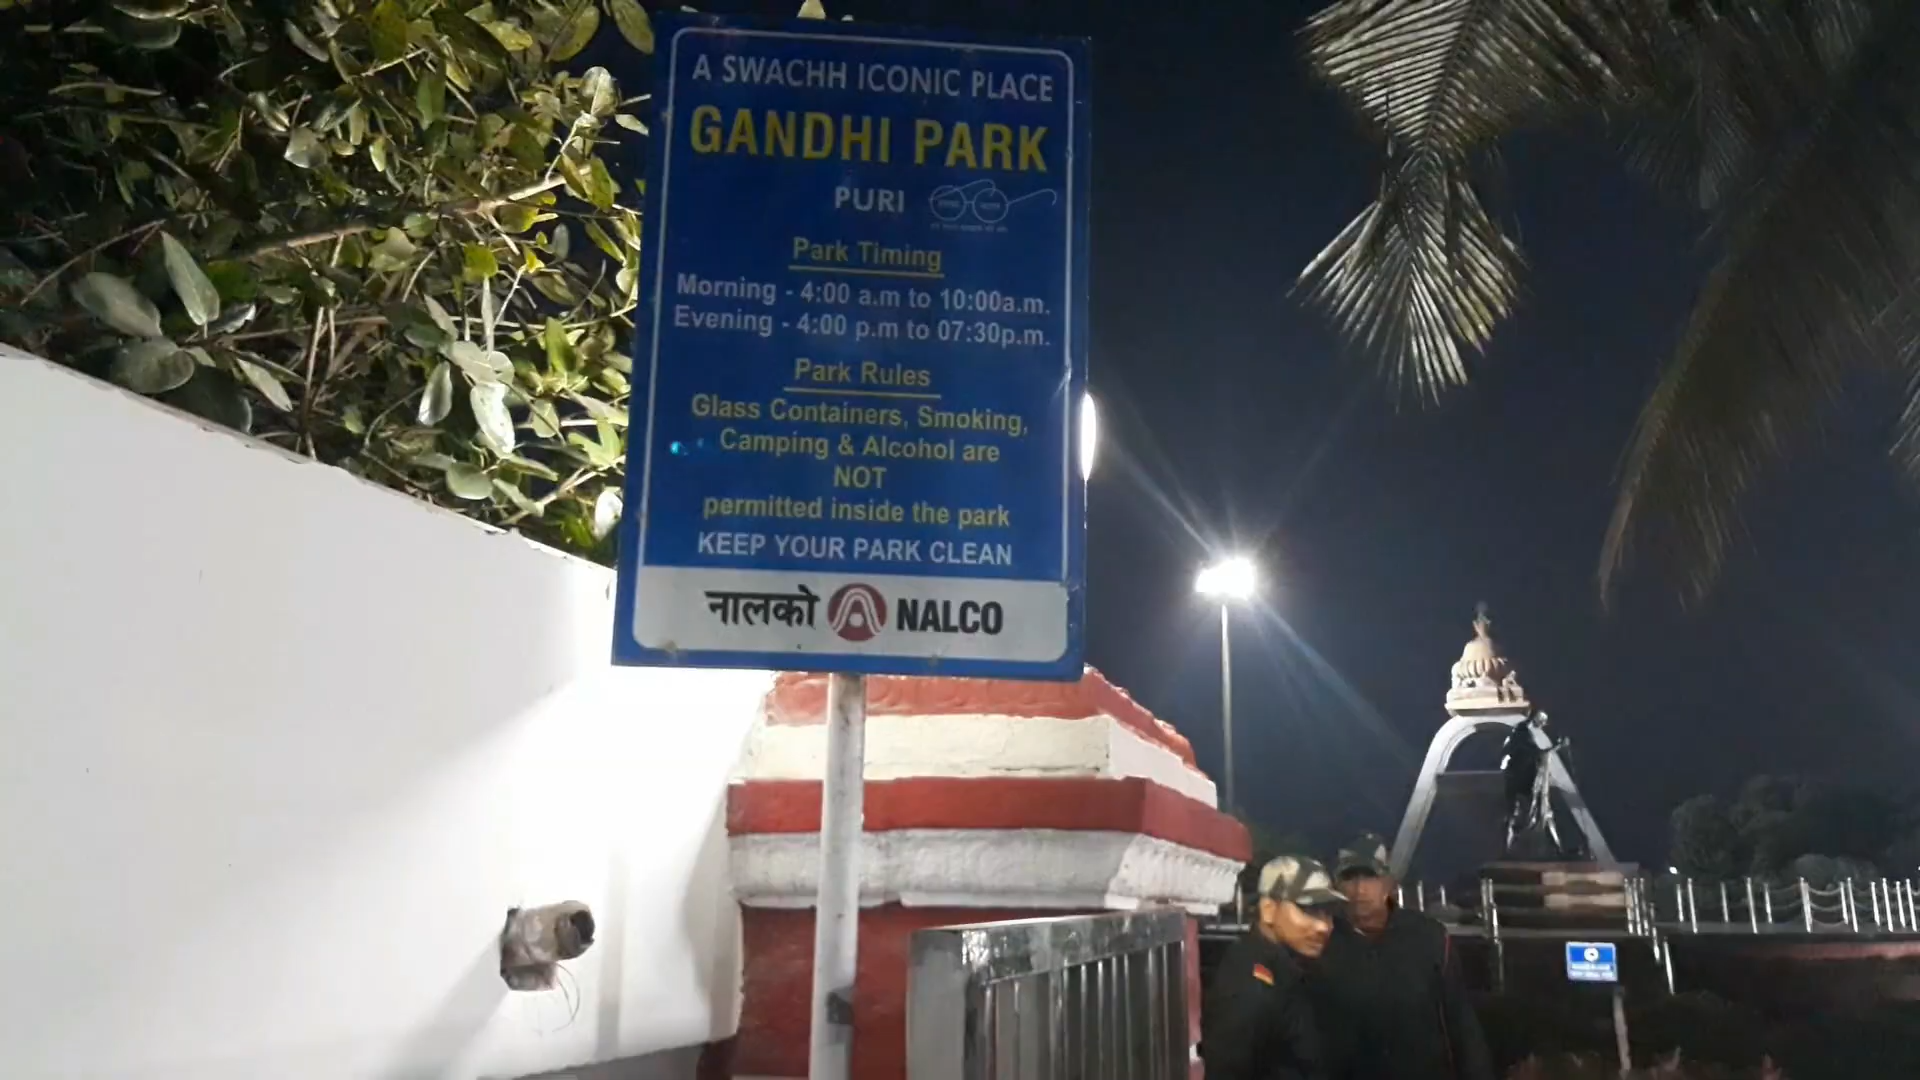 A SWACHH ICONIC PLACE
GANDHI PARK
PURI
Park Timing
Morning - 4:00 a.m to 10:00a.m.
Evening - 4:00 p.m to 07:30p.m.
Park Rules
Glass Containers, Smoking,
Camping & Alcohol are
NOT
permitted inside the park
KEEP YOUR PARK CLEAN
नालको NALCO